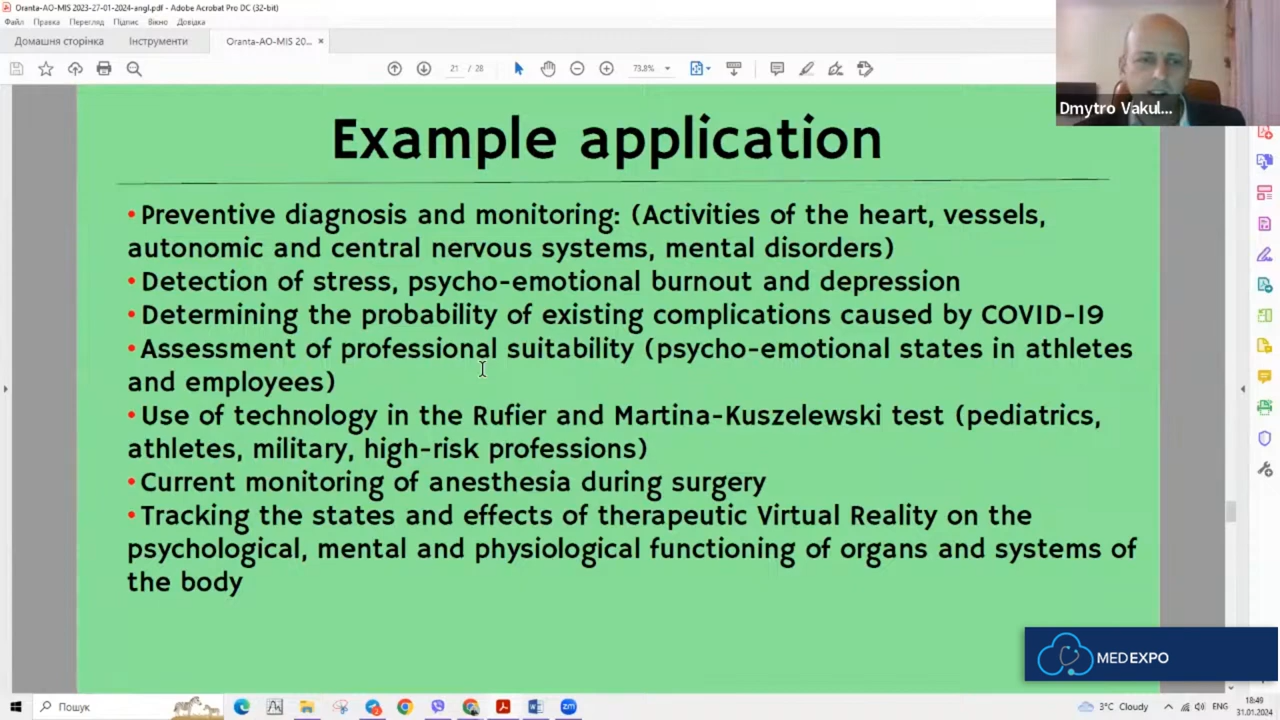 Oranta-AO-MIS 2023-27-01-2024-angl.pdf - Adobe Acrobat Pro DC (32-bit)
Файл Правка Перегляд Підпис Вікно Довідка
Домашня сторінка Інструменти Oranta-AO-MIS 20... ×
21 / 28 73,8%
Dmytro Vakul...
Example application
• Preventive diagnosis and monitoring: (Activities of the heart, vessels,
autonomic and central nervous systems, mental disorders)
• Detection of stress, psycho-emotional burnout and depression
• Determining the probability of existing complications caused by COVID-19
• Assessment of professional suitability (psycho-emotional states in athletes
and employees)
• Use of technology in the Rufier and Martina-Kuszelewski test (pediatrics,
athletes, military, high-risk professions)
• Current monitoring of anesthesia during surgery
• Tracking the states and effects of therapeutic Virtual Reality on the
psychological, mental and physiological functioning of organs and systems of
the body
MEDEXPO
Пошук
3°C Cloudy
ENG
18:49
31.01.2024